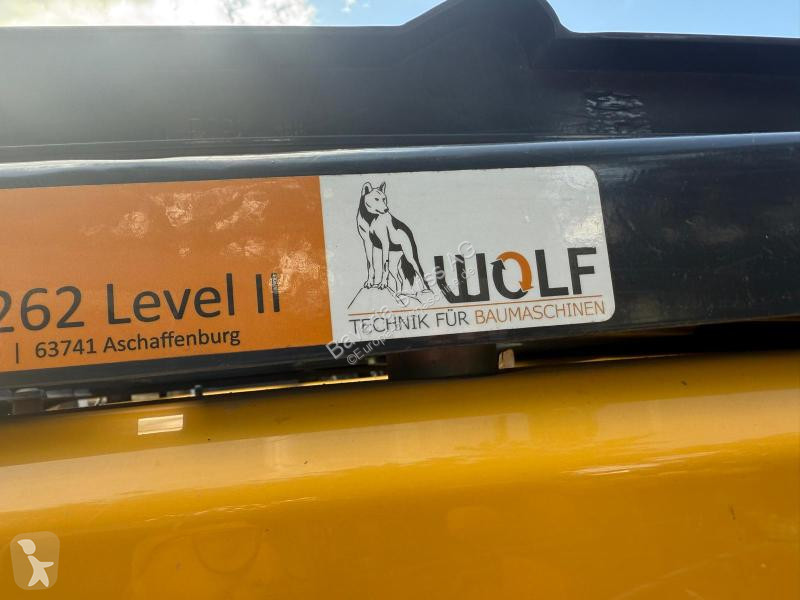 262 Level II
| 63741 Aschaffenburg
WOLF
TECHNIK FÜR BAUMASCHINEN